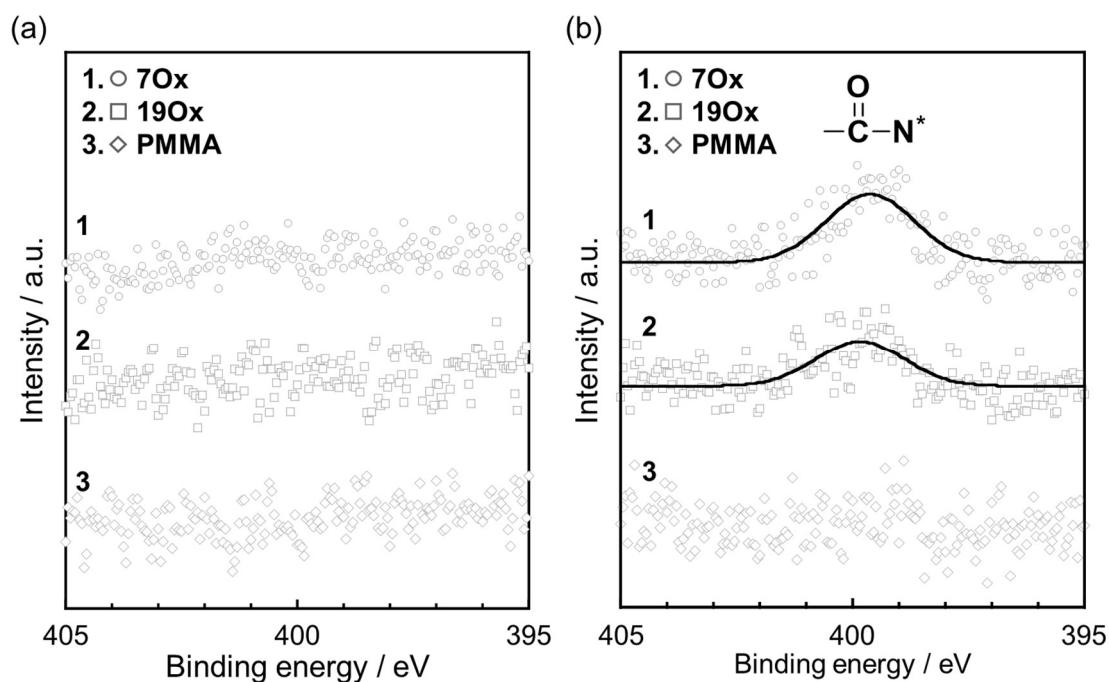 (a)
1. ○ 7Ox
2. □ 19Ox
3. ◇ PMMA
1
2
3
Intensity / a.u.
405 400 395
Binding energy / eV
(b)
1. ○ 7Ox
2. □ 19Ox
3. ◇ PMMA
O
C N*
1
2
3
Intensity / a.u.
405 400 395
Binding energy / eV